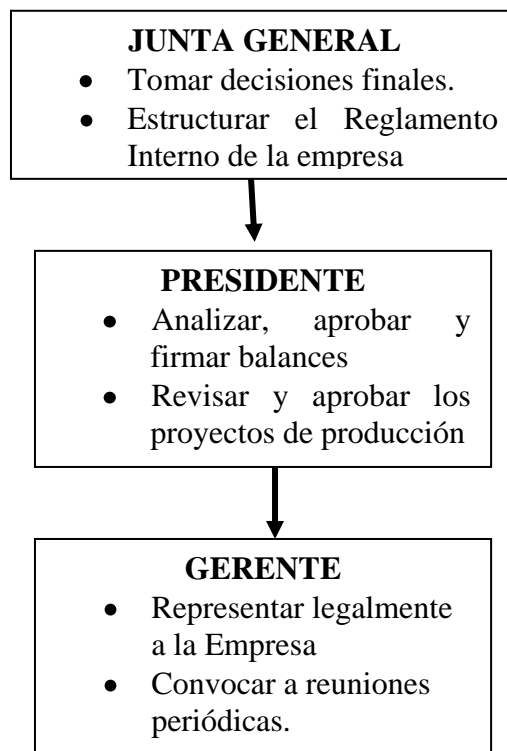 JUNTA GENERAL
● Tomar decisiones finales.
● Estructurar el Reglamento
Interno de la empresa
PRESIDENTE
● Analizar, aprobar y
firmar balances
● Revisar y aprobar los
proyectos de producción
GERENTE
● Representar legalmente
a la Empresa
● Convocar a reuniones
periódicas.